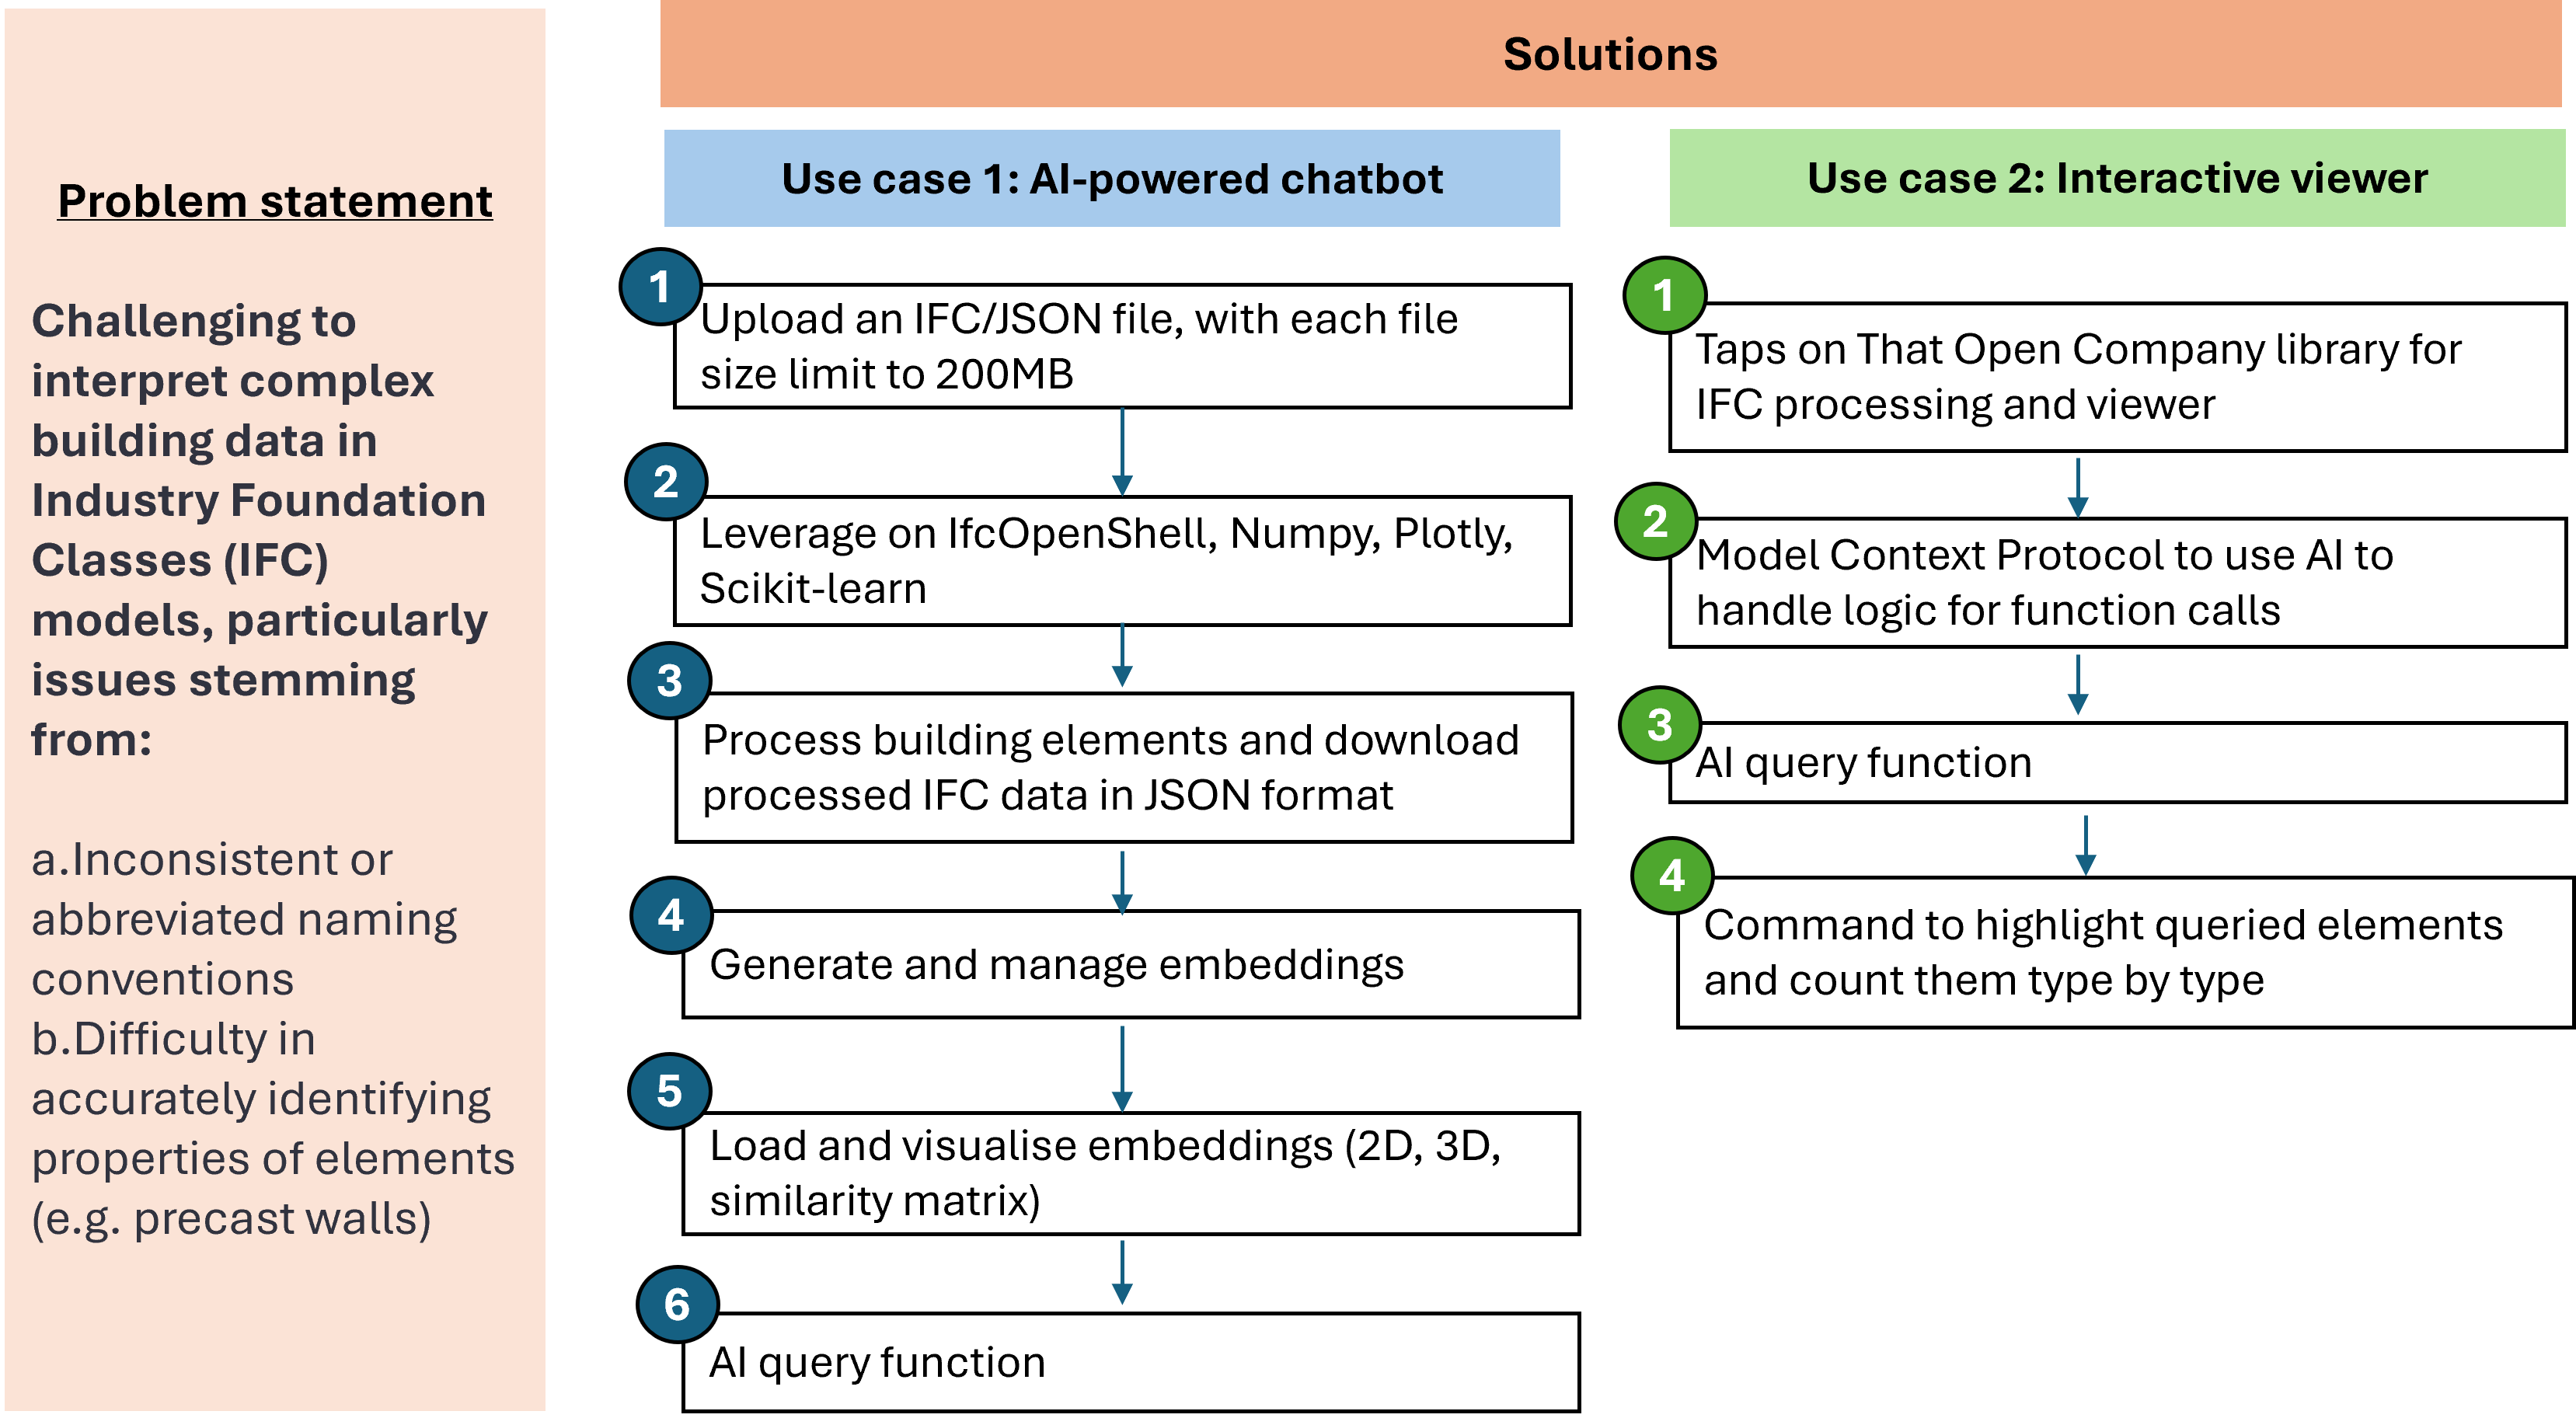 Problem statement
Challenging to
interpret complex
building data in
Industry Foundation
Classes (IFC)
models, particularly
issues stemming
from:
a.Inconsistent or
abbreviated naming
conventions
b.Difficulty in
accurately identifying
properties of elements
(e.g. precast walls)
Solutions
Use case 1: AI-powered chatbot
1
Upload an IFC/JSON file, with each file
size limit to 200MB
2
Leverage on IfcOpenShell, Numpy, Plotly,
Scikit-learn
3
Process building elements and download
processed IFC data in JSON format
4
Generate and manage embeddings
5
Load and visualise embeddings (2D, 3D,
similarity matrix)
6
AI query function
Use case 2: Interactive viewer
1
Taps on That Open Company library for
IFC processing and viewer
2
Model Context Protocol to use AI to
handle logic for function calls
3
AI query function
4
Command to highlight queried elements
and count them type by type